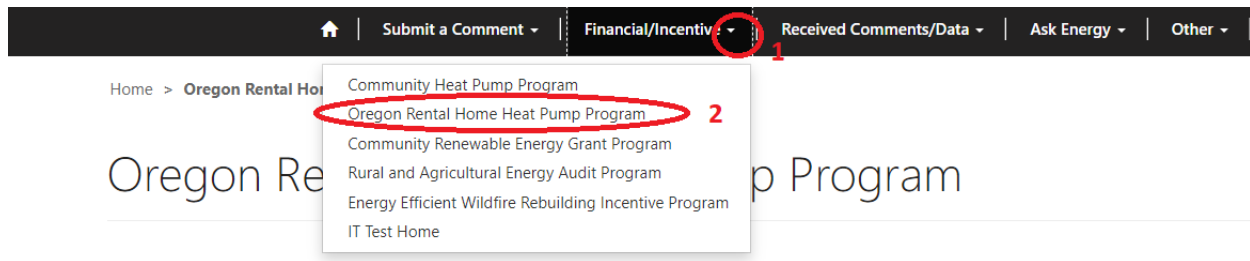 Submit a Comment Financial/Incentive Received Comments/Data Ask Energy Other
1
Home > Oregon Rental Ho
Community Heat Pump Program
Oregon Rental Home Heat Pump Program 2
Community Renewable Energy Grant Program
Oregon Re p Program
Rural and Agricultural Energy Audit Program
Energy Efficient Wildfire Rebuilding Incentive Program
IT Test Home